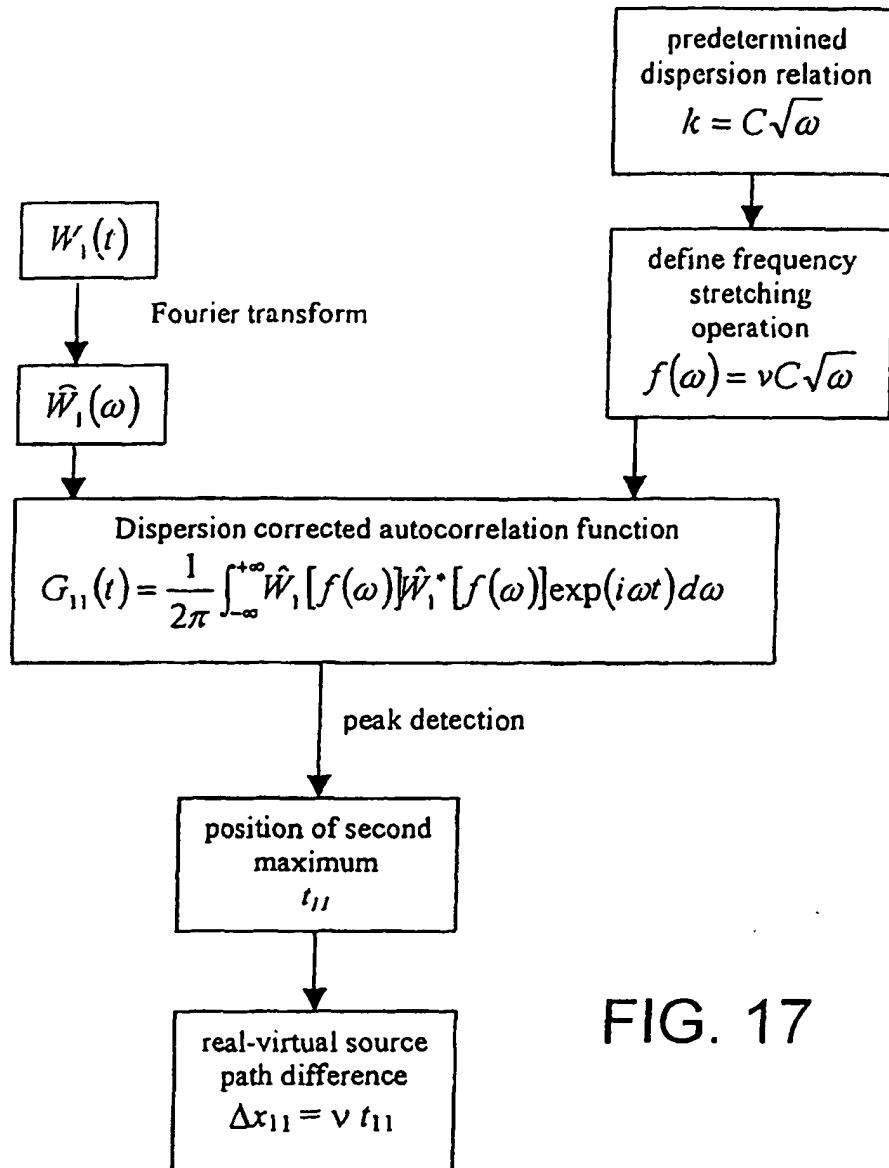 predetermined
dispersion relation
k = C√ω
W₁(t)
Fourier transform
Ŵ₁(ω)
define frequency
stretching
operation
f(ω) = νC√ω
Dispersion corrected autocorrelation function
G₁₁(t) = 1/2π ∫₋∞⁺∞ Ŵ₁[f(ω)]Ŵ₁*[f(ω)]exp(iωt)dω
peak detection
position of second
maximum
t₁₁
real-virtual source
path difference
Δx₁₁ = ν t₁₁
FIG. 17